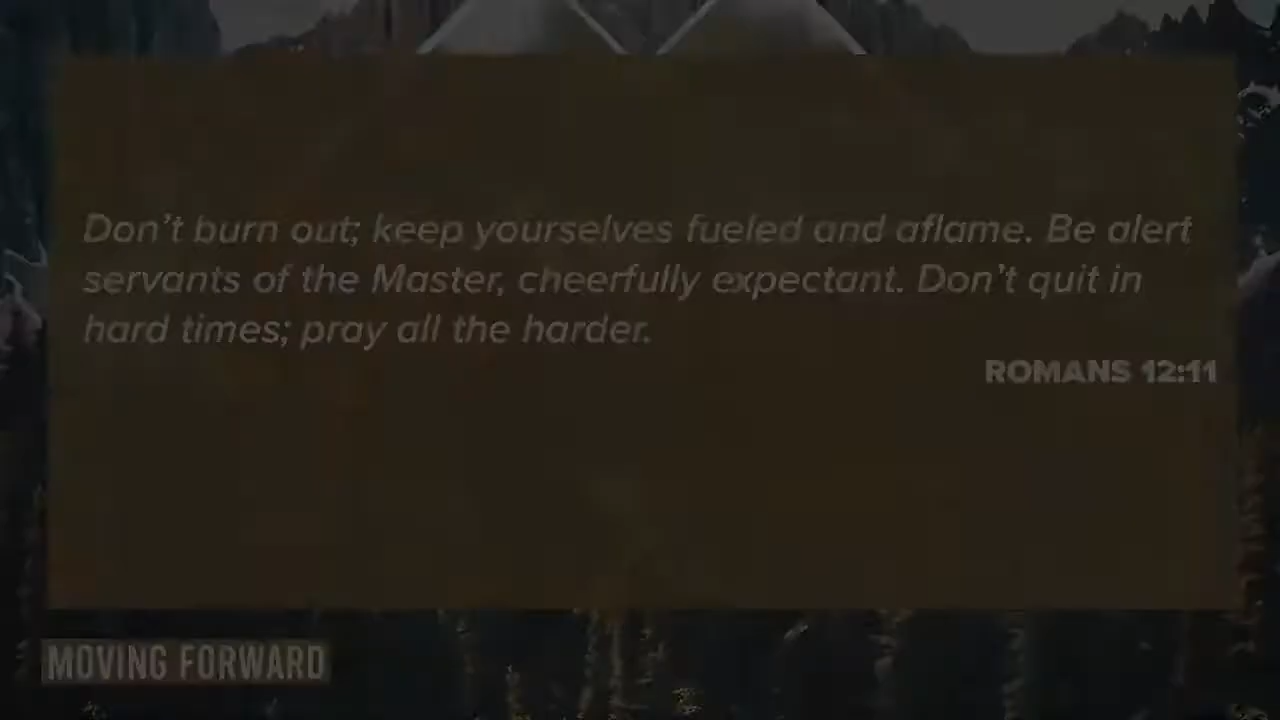 Don't burn out; keep yourselves fueled and aflame. Be alert
servants of the Master, cheerfully expectant. Don't quit in
hard times; pray all the harder.
ROMANS 12:11
MOVING FORWARD